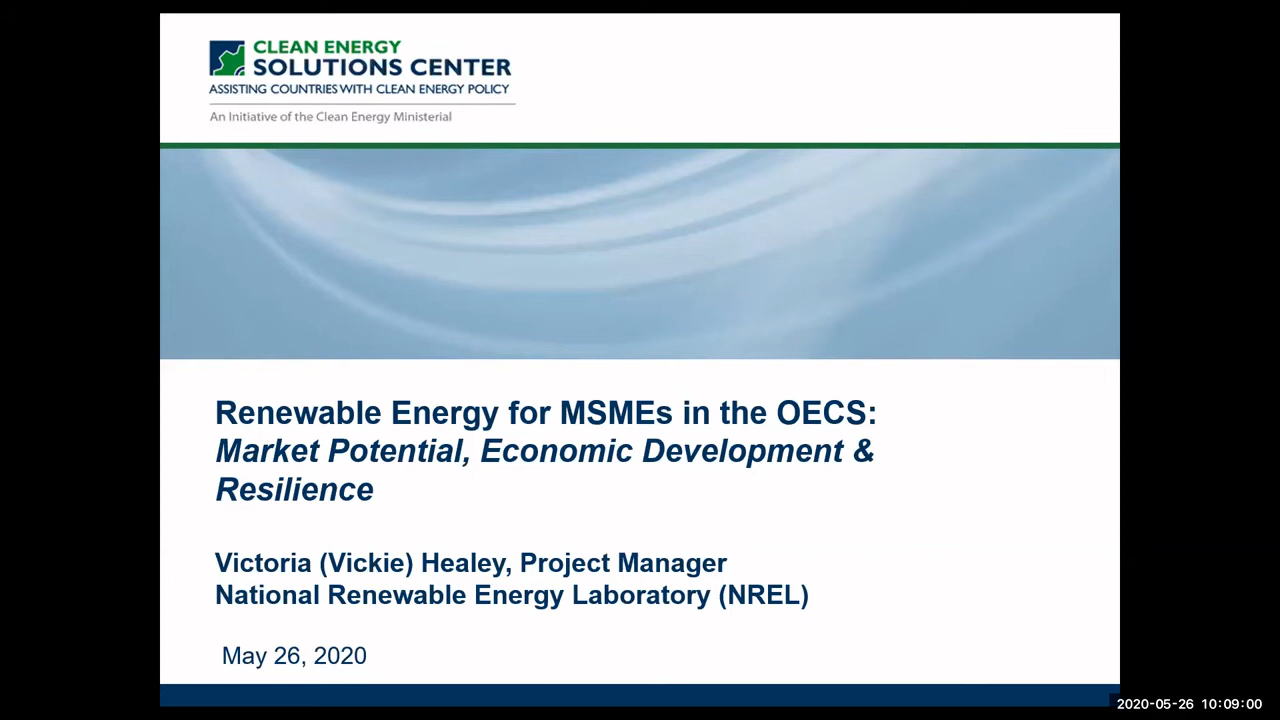 CLEAN ENERGY
SOLUTIONS CENTER
ASSISTING COUNTRIES WITH CLEAN ENERGY POLICY
An Initiative of the Clean Energy Ministerial
Renewable Energy for MSMEs in the OECS:
Market Potential, Economic Development &
Resilience
Victoria (Vickie) Healey, Project Manager
National Renewable Energy Laboratory (NREL)
May 26, 2020
2020-05-26 10:09:00